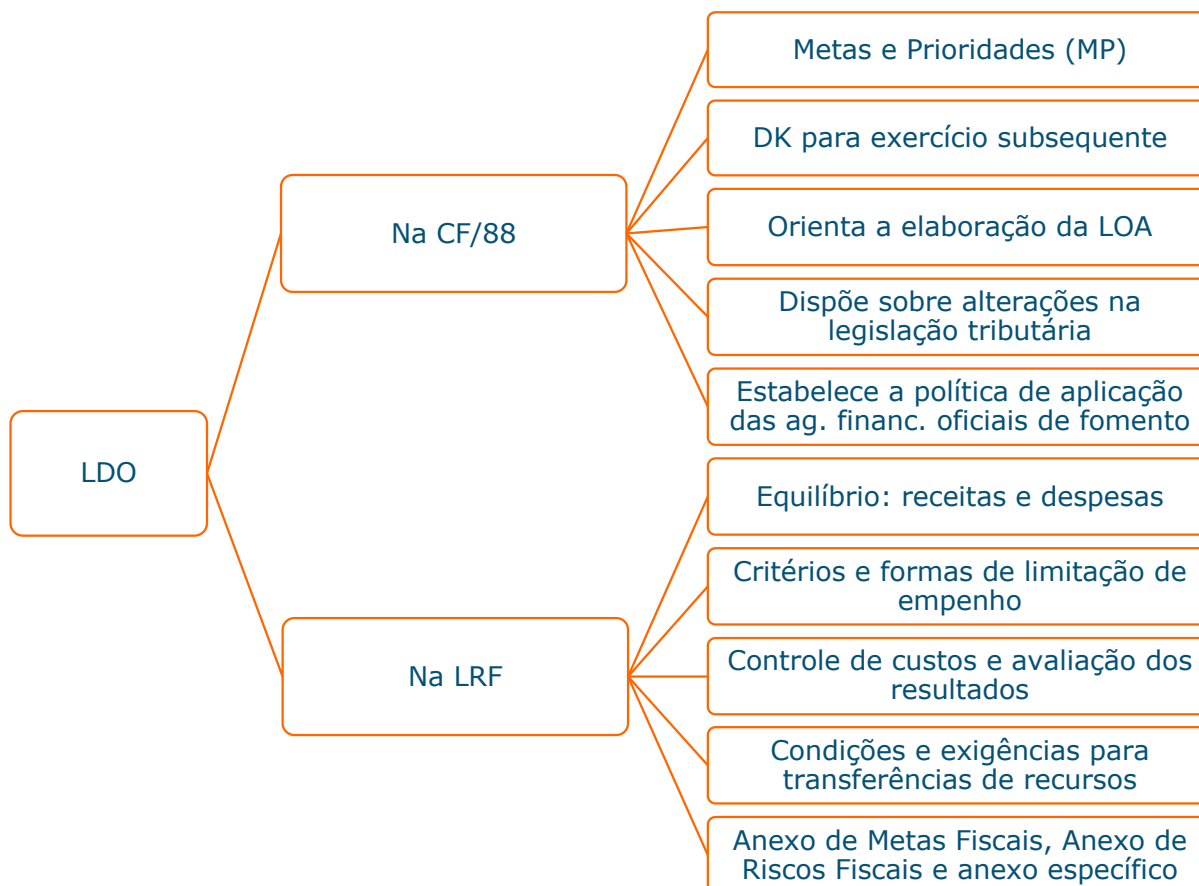 LDO
Na CF/88
Metas e Prioridades (MP)
DK para exercício subsequente
Orienta a elaboração da LOA
Dispõe sobre alterações na
legislação tributária
Estabelece a política de aplicação
das ag. financ. oficiais de fomento
Na LRF
Equilíbrio: receitas e despesas
Critérios e formas de limitação de
empenho
Controle de custos e avaliação dos
resultados
Condições e exigências para
transferências de recursos
Anexo de Metas Fiscais, Anexo de
Riscos Fiscais e anexo específico